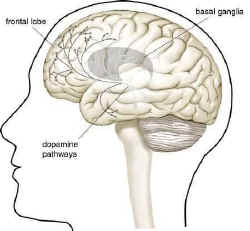 basal ganglia
frontal lobe
dopamine
pathways